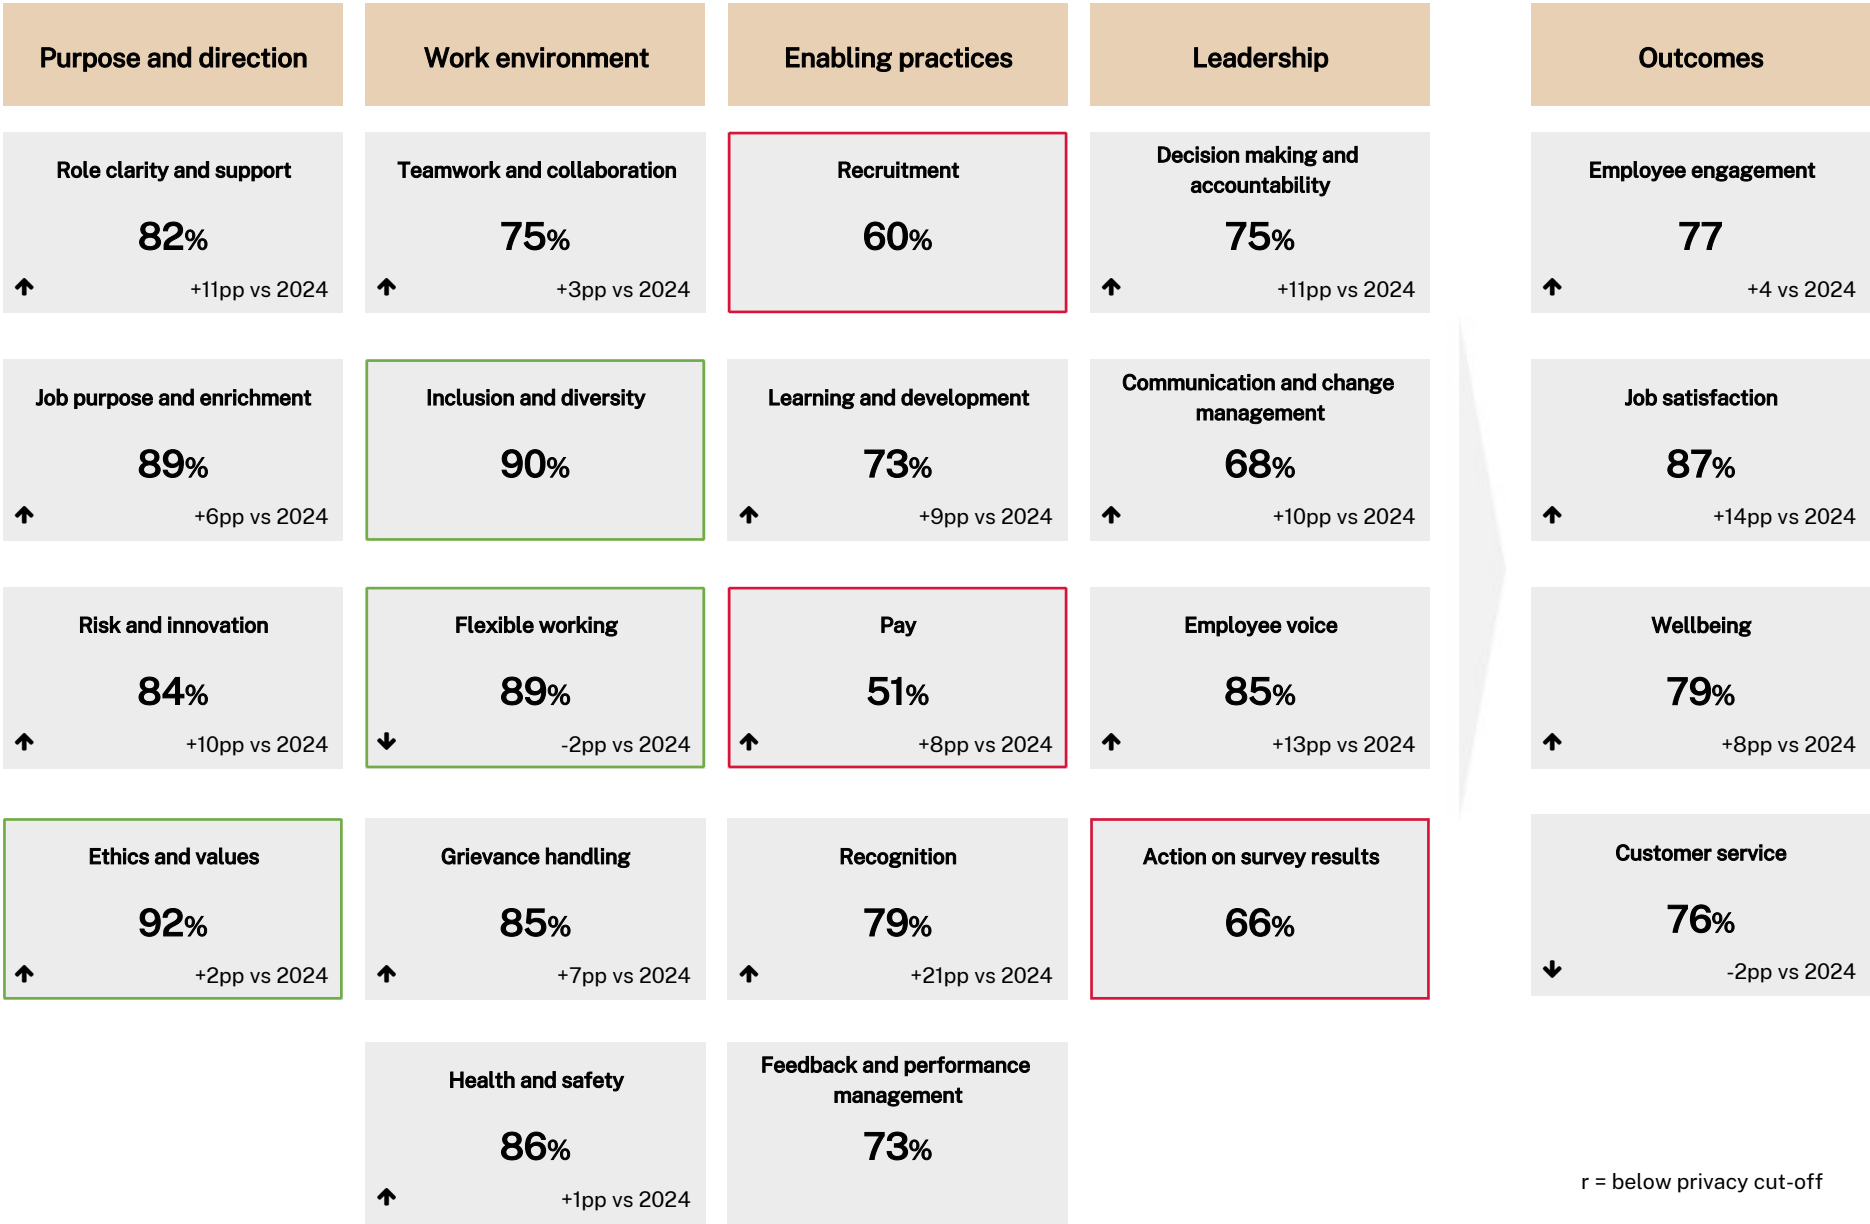 Purpose and direction
Role clarity and support
82%
+11pp vs 2024
Job purpose and enrichment
89%
+6pp vs 2024
Risk and innovation
84%
+10pp vs 2024
Ethics and values
92%
+2pp vs 2024
Work environment
Teamwork and collaboration
75%
+3pp vs 2024
Inclusion and diversity
90%
Flexible working
89%
-2pp vs 2024
Grievance handling
85%
+7pp vs 2024
Health and safety
86%
+1pp vs 2024
Enabling practices
Recruitment
60%
Learning and development
73%
+9pp vs 2024
Pay
51%
+8pp vs 2024
Recognition
79%
+21pp vs 2024
Feedback and performance
management
73%
Leadership
Decision making and
accountability
75%
+11pp vs 2024
Communication and change
management
68%
+10pp vs 2024
Employee voice
85%
+13pp vs 2024
Action on survey results
66%
Outcomes
Employee engagement
77
+4 vs 2024
Job satisfaction
87%
+14pp vs 2024
Wellbeing
79%
+8pp vs 2024
Customer service
76%
-2pp vs 2024
r = below privacy cut-off